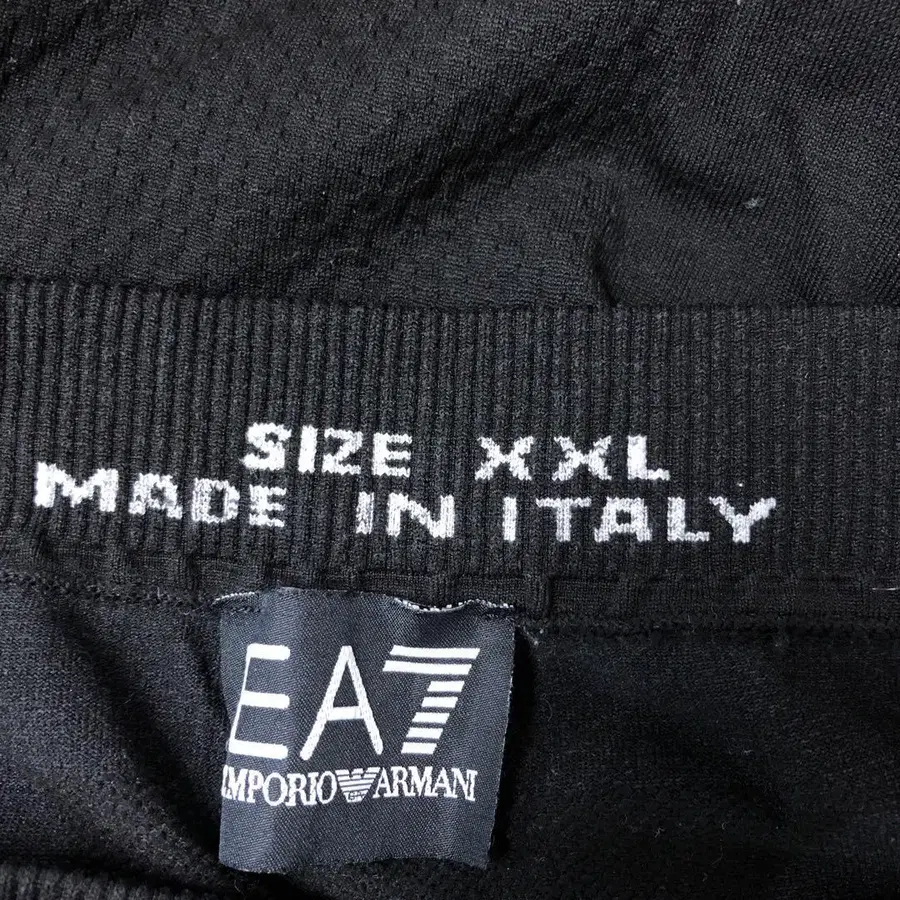 SIZE XXL
MADE IN ITALY
EA7
EMPORIO ARMANI